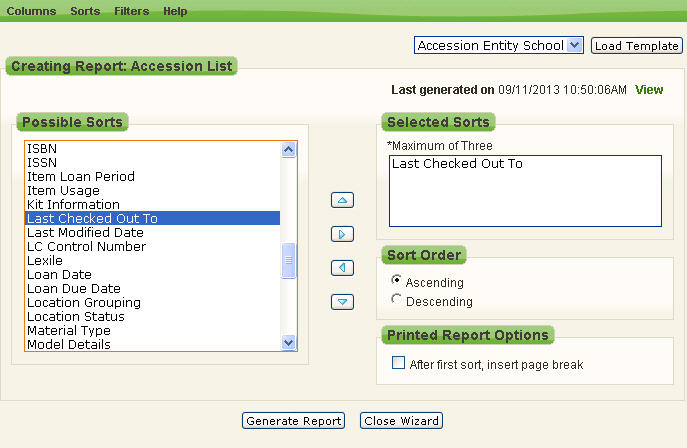 Columns Sorts Filters Help
Accession Entity School Load Template
Creating Report: Accession List
Last generated on 09/11/2013 10:50:06AM View
Possible Sorts
ISBN
ISSN
Item Loan Period
Item Usage
Kit Information
Last Checked Out To
Last Modified Date
LC Control Number
Lexile
Loan Date
Loan Due Date
Location Grouping
Location Status
Material Type
Model Details
Selected Sorts
*Maximum of Three
Last Checked Out To
Sort Order
Ascending
Descending
Printed Report Options
After first sort, insert page break
Generate Report Close Wizard